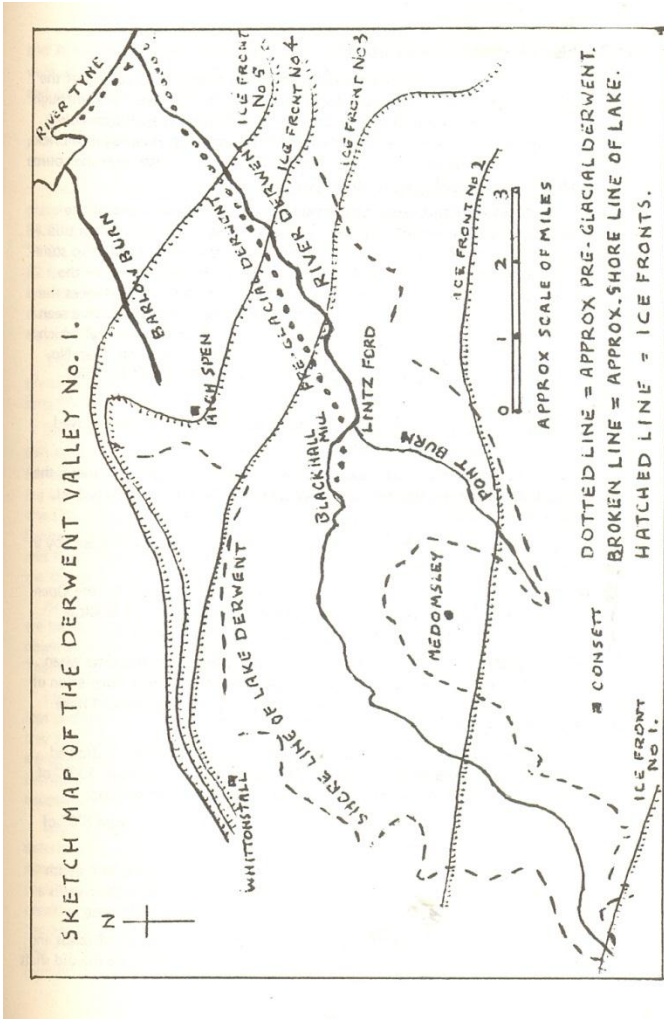 SKETCH MAP OF THE DERWENT VALLEY No. 1.
N
RIVER TYNE
BARLOW BURN
ICE FRONT
No 5
ICE FRONT No 4
ICE FRONT No 3
PRE-GLACIAL DERWENT
RIVER DERWENT
HIGH SPEN
WHITTONSTALL
SHORE LINE OF LAKE DERWENT
BLACKHALL
MILL
LINTZ FORD
PONT BURN
ICE FRONT No 2
MEDOMSLEY
CONSETT
ICE FRONT
No 1.
0 1 2 3
APPROX SCALE OF MILES
DOTTED LINE = APPROX PRE-GLACIAL DERWENT.
BROKEN LINE = APPROX. SHORE LINE OF LAKE.
HATCHED LINE = ICE FRONTS.